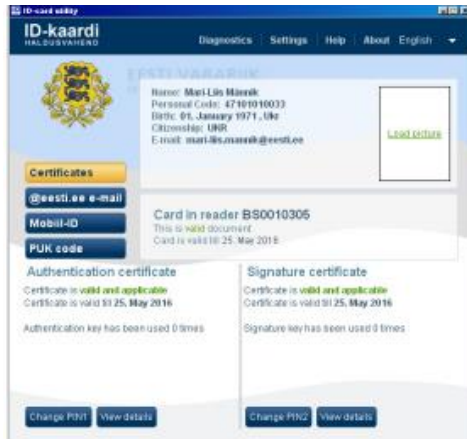 ID-card utility
ID-kaardi
HALDUSVAHEND
Diagnostics Settings Help About English
EESTI VABARIIK
Name: Mari-Liis Männik
Personal Code: 47101010033
Birth: 01. January 1971, Ukr
Citizenship: UKR
E-mail: mari-liis.mannik@eesti.ee
Load picture
Certificates
@eesti.ee e-mail
Mobiil-ID
PUK code
Card in reader BS0010305
This is valid document
Card is valid till 25. May 2016
Authentication certificate
Certificate is valid and applicable
Certificate is valid till 25. May 2016
Authentication key has been used 0 times
Change PIN1 View details
Signature certificate
Certificate is valid and applicable
Certificate is valid till 25. May 2016
Signature key has been used 0 times
Change PIN2 View details